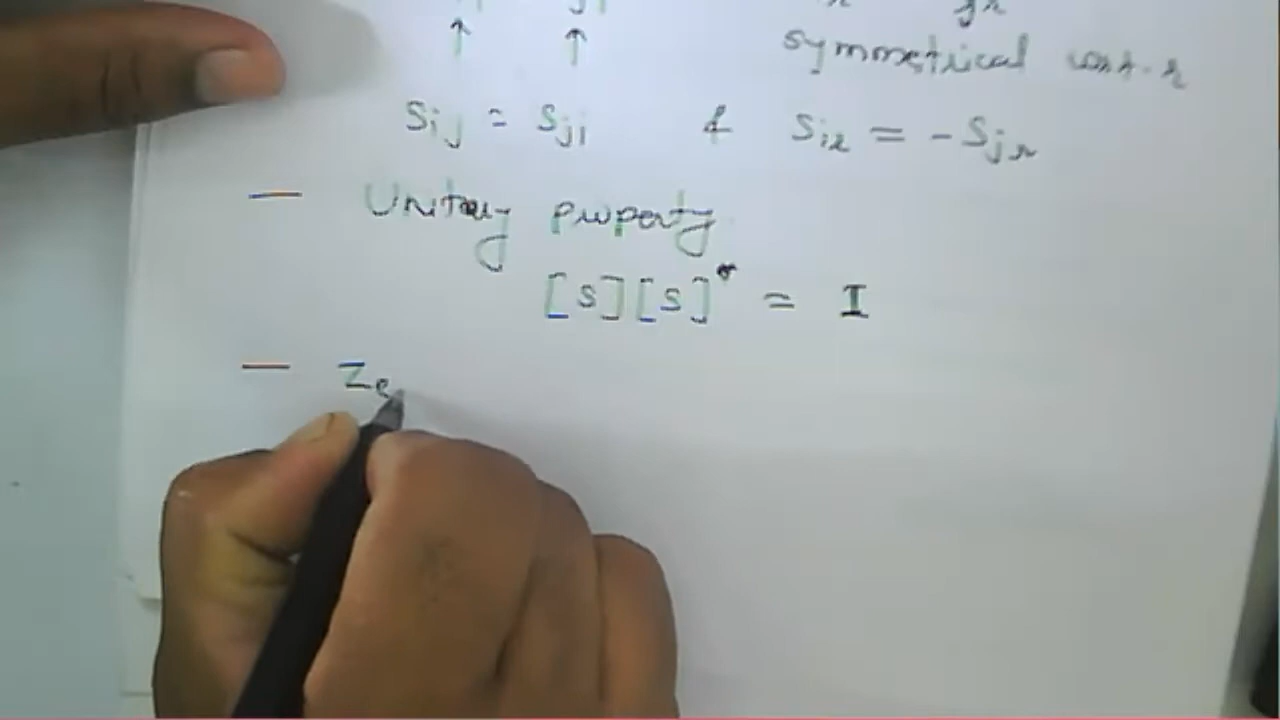 symmetrical
Sij = Sji & Six = -Sjx
— Unitary property
[S][S]* = I
— Ze